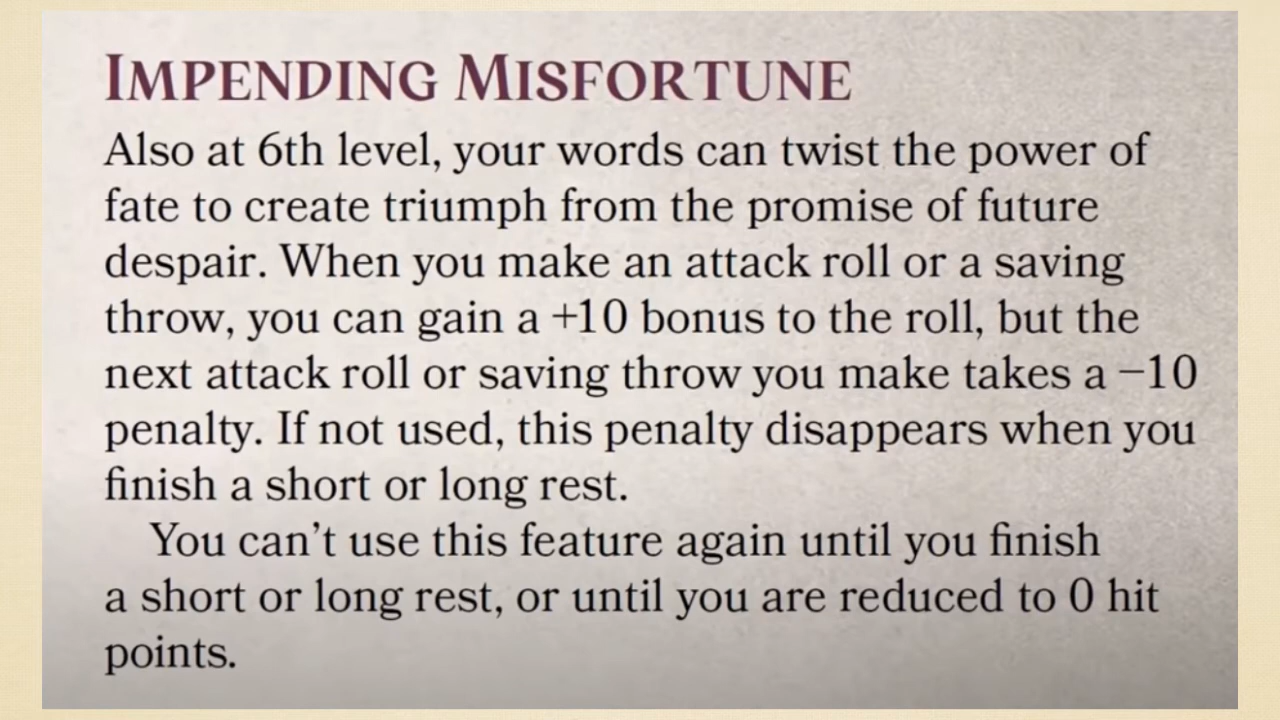 IMPENDING MISFORTUNE
Also at 6th level, your words can twist the power of
fate to create triumph from the promise of future
despair. When you make an attack roll or a saving
throw, you can gain a +10 bonus to the roll, but the
next attack roll or saving throw you make takes a −10
penalty. If not used, this penalty disappears when you
finish a short or long rest.
You can’t use this feature again until you finish
a short or long rest, or until you are reduced to 0 hit
points.